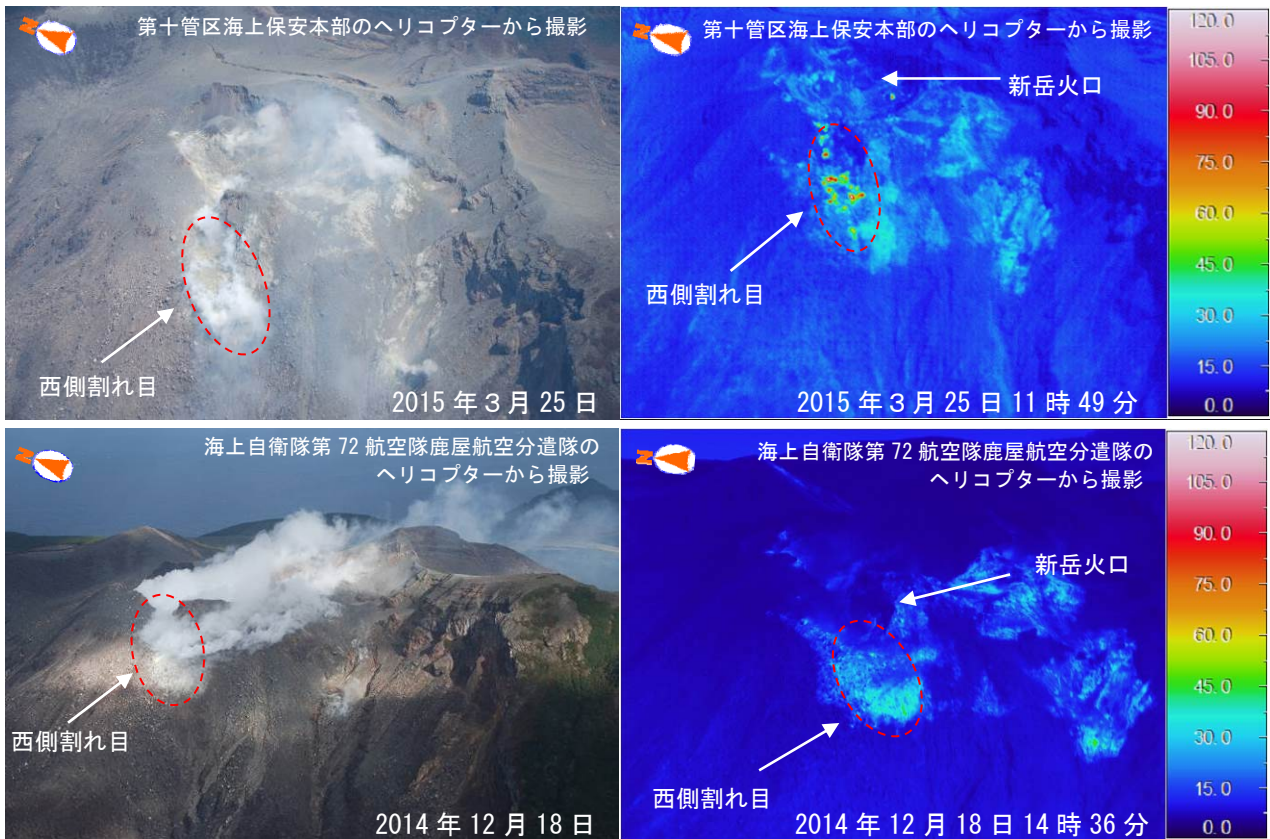 N
第十管区海上保安本部のヘリコプターから撮影
西側割れ目
2015 年 3 月 25 日
N
第十管区海上保安本部のヘリコプターから撮影
新岳火口
西側割れ目
2015 年 3 月 25 日 11 時 49 分
120.0
105.0
90.0
75.0
60.0
45.0
30.0
15.0
0.0
N
海上自衛隊第 72 航空隊鹿屋航空分遣隊の
ヘリコプターから撮影
西側割れ目
2014 年 12 月 18 日
N
海上自衛隊第 72 航空隊鹿屋航空分遣隊の
ヘリコプターから撮影
新岳火口
西側割れ目
2014 年 12 月 18 日 14 時 36 分
120.0
105.0
90.0
75.0
60.0
45.0
30.0
15.0
0.0